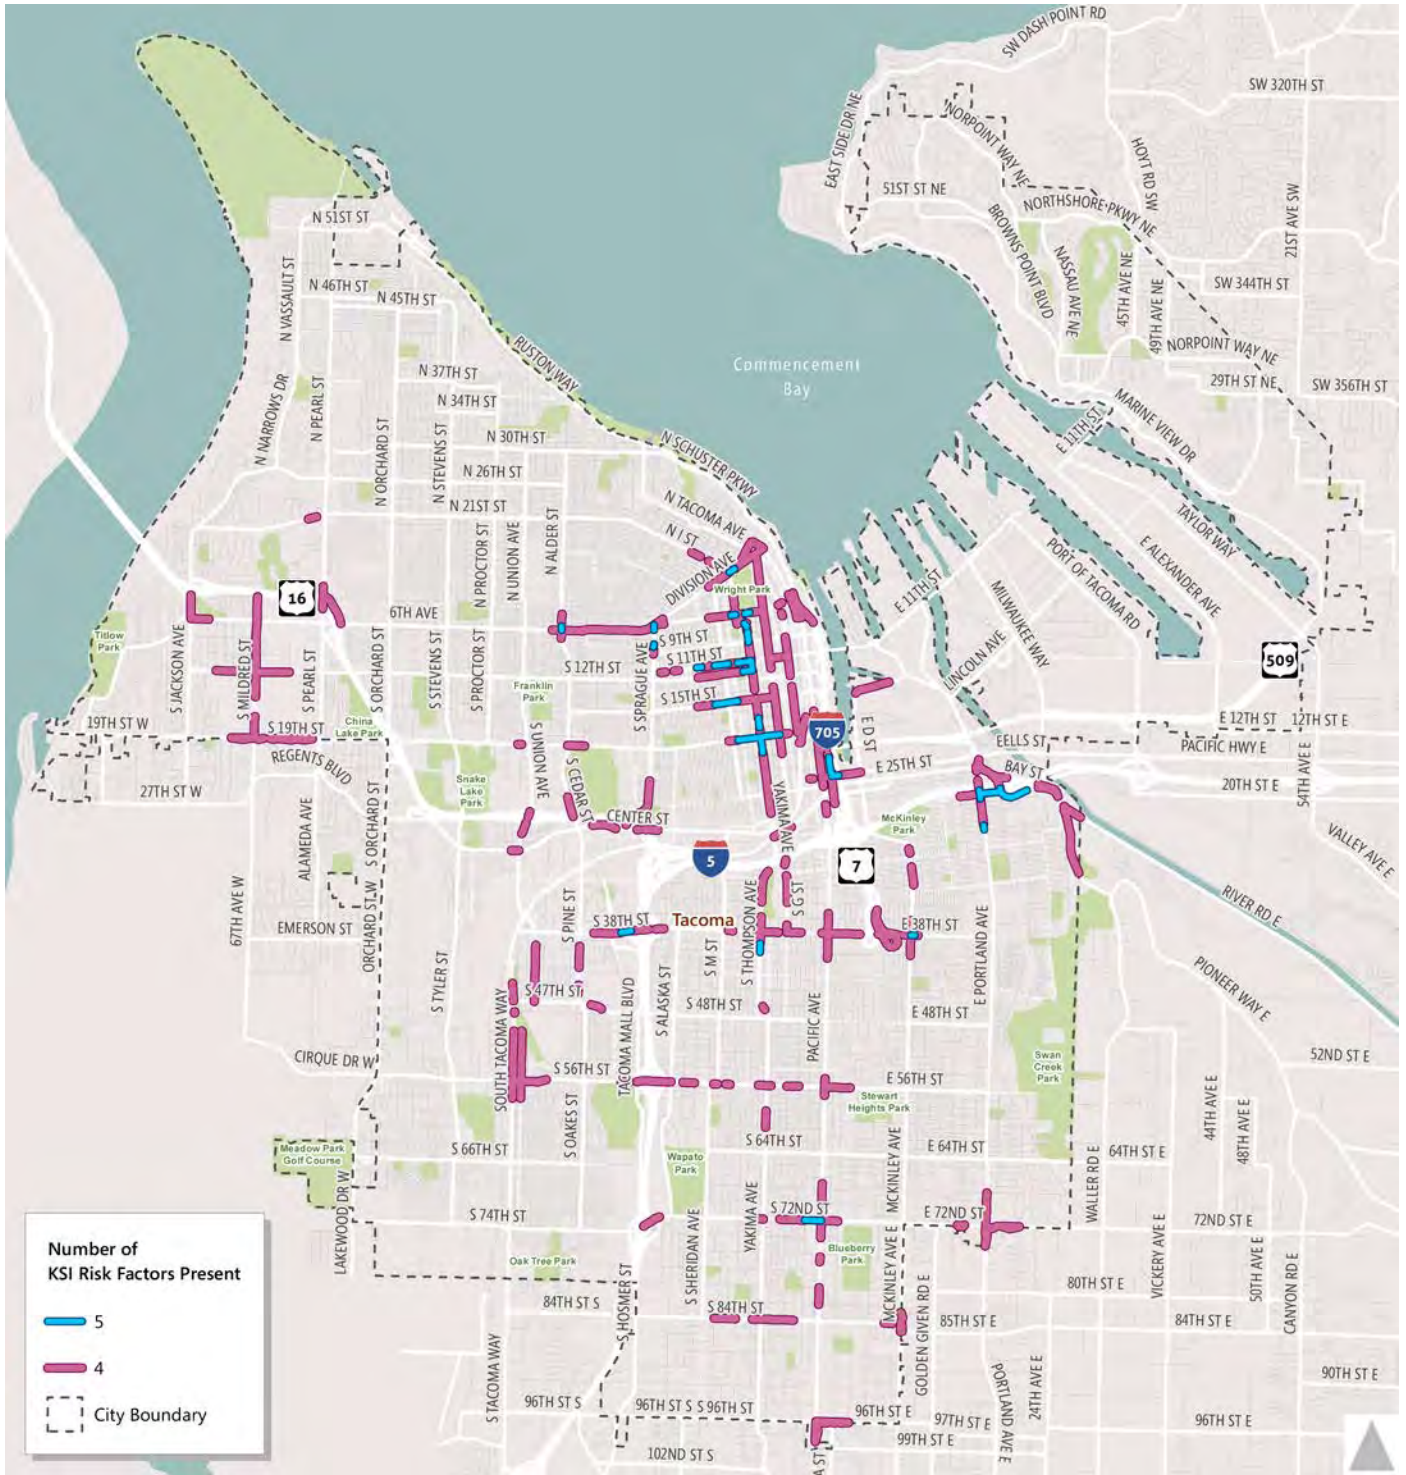 SW DASH POINT RD
SW 320TH ST
EAST SIDE DR NE
NORPOINT WAY NE
HOYT RD SW
51ST ST NE
NORTHSHORE PKWY NE
21ST AVE SW
N 51ST ST
BROWNS POINT BLVD
NASSAU AVE NE
45TH AVE NE
49TH AVE NE
SW 344TH ST
N VASSAULT ST
N 46TH ST
N 45TH ST
RUSTON WAY
NORPOINT WAY NE
Commencement
Bay
N 37TH ST
29TH ST NE
SW 356TH ST
N NARROWS DR
N PEARL ST
N 34TH ST
MARINE VIEW DR
E 11TH ST
N ORCHARD ST
N STEVENS ST
N 30TH ST
N SCHUSTER PKWY
N 26TH ST
N 21ST ST
N TACOMA AVE
TAYLOR WAY
N PROCTOR ST
N UNION AVE
N ALDER ST
N I ST
PORT OF TACOMA RD
E ALEXANDER AVE
DIVISION AVE
Wright Park
E 11TH ST
MILWAUKEE WAY
16
6TH AVE
Titlow
Park
S JACKSON AVE
S MILDRED ST
S PEARL ST
S ORCHARD ST
S STEVENS ST
S PROCTOR ST
S 9TH ST
S 11TH ST
S 12TH ST
S SPRAGUE AVE
LINCOLN AVE
509
Franklin
Park
S 15TH ST
19TH ST W
S 19TH ST
China
Lake Park
705
E D ST
E 12TH ST
12TH ST E
EELLS ST
PACIFIC HWY E
REGENTS BLVD
S UNION AVE
S CEDAR ST
E 25TH ST
BAY ST
20TH ST E
54TH AVE E
27TH ST W
Snake
Lake
Park
YAKIMA AVE
CENTER ST
McKinley
Park
ALAMEDA AVE
S ORCHARD ST
VALLEY AVE E
5
7
RIVER RD E
67TH AVE W
EMERSON ST
ORCHARD ST W
S PINE ST
S 38TH ST
Tacoma
S THOMPSON AVE
S G ST
E 38TH ST
E PORTLAND AVE
S TYLER ST
S M ST
PIONEER WAY E
S 47TH ST
TACOMA MALL BLVD
S ALASKA ST
S 48TH ST
PACIFIC AVE
E 48TH ST
SOUTH TACOMA WAY
CIRQUE DR W
S 56TH ST
E 56TH ST
Swan
Creek
Park
52ND ST E
Stewart
Heights Park
44TH AVE E
48TH AVE E
S OAKES ST
S 64TH ST
E 64TH ST
64TH ST E
S 66TH ST
Meadow Park
Golf Course
Wapato
Park
MCKINLEY AVE
WALLER RD E
LAKEWOOD DR W
S 74TH ST
YAKIMA AVE
S 72ND ST
E 72ND ST
72ND ST E
S SHERIDAN AVE
Blueberry
Park
MCKINLEY AVE E
GOLDEN GIVEN RD E
VICKERY AVE E
50TH AVE E
CANYON RD E
Oak Tree Park
80TH ST E
84TH ST S
S HOSMER ST
S 84TH ST
85TH ST E
84TH ST E
S TACOMA WAY
PORTLAND AVE E
24TH AVE E
90TH ST E
96TH ST S
96TH ST S
S 96TH ST
96TH ST E
97TH ST E
96TH ST E
99TH ST E
102ND ST S
A ST
Number of
KSI Risk Factors Present
5
4
City Boundary